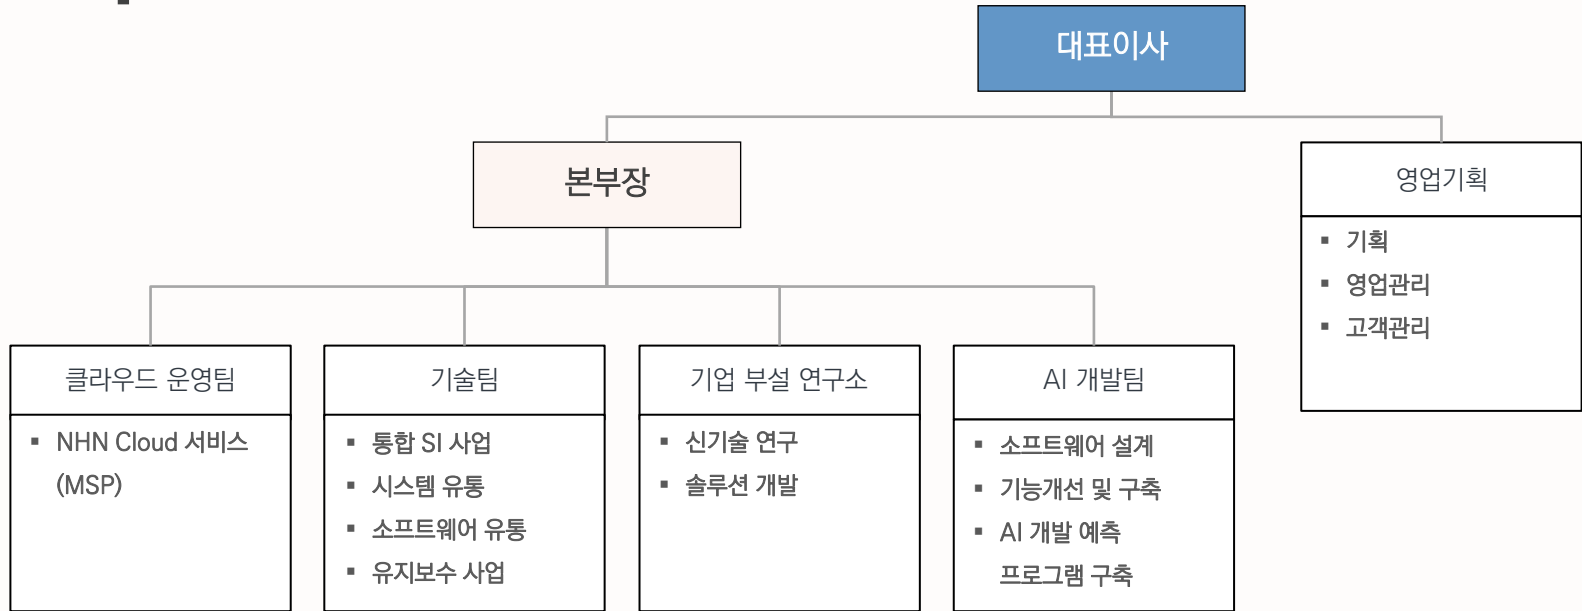 대표이사
본부장
영업기획
▪ 기획
▪ 영업관리
▪ 고객관리
클라우드 운영팀
▪ NHN Cloud 서비스
(MSP)
기술팀
▪ 통합 SI 사업
▪ 시스템 유통
▪ 소프트웨어 유통
▪ 유지보수 사업
기업 부설 연구소
▪ 신기술 연구
▪ 솔루션 개발
AI 개발팀
▪ 소프트웨어 설계
▪ 기능개선 및 구축
▪ AI 개발 예측
프로그램 구축